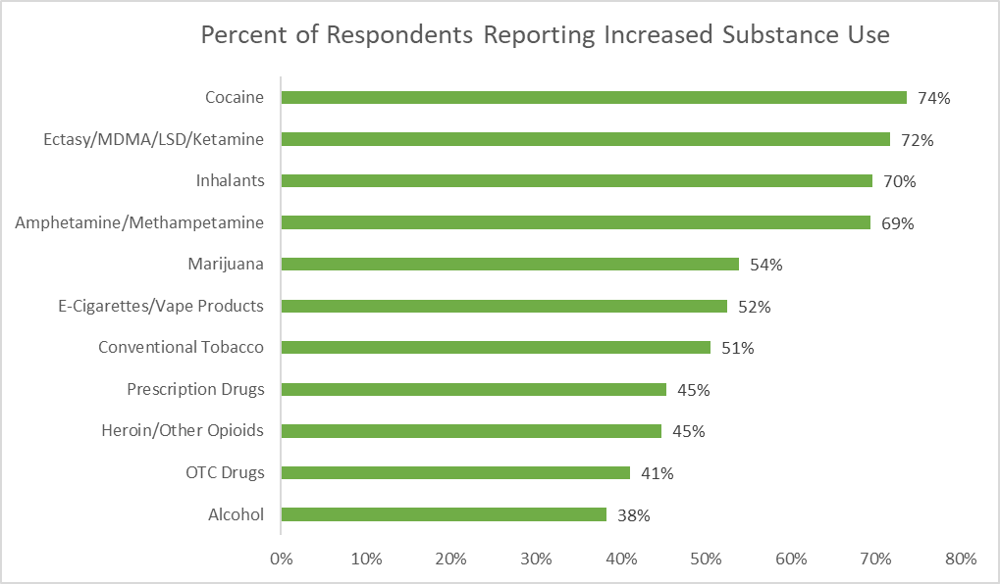 Percent of Respondents Reporting Increased Substance Use
Cocaine 74%
Ectasy/MDMA/LSD/Ketamine 72%
Inhalants 70%
Amphetamine/Methampetamine 69%
Marijuana 54%
E-Cigarettes/Vape Products 52%
Conventional Tobacco 51%
Prescription Drugs 45%
Heroin/Other Opioids 45%
OTC Drugs 41%
Alcohol 38%
0% 10% 20% 30% 40% 50% 60% 70% 80%